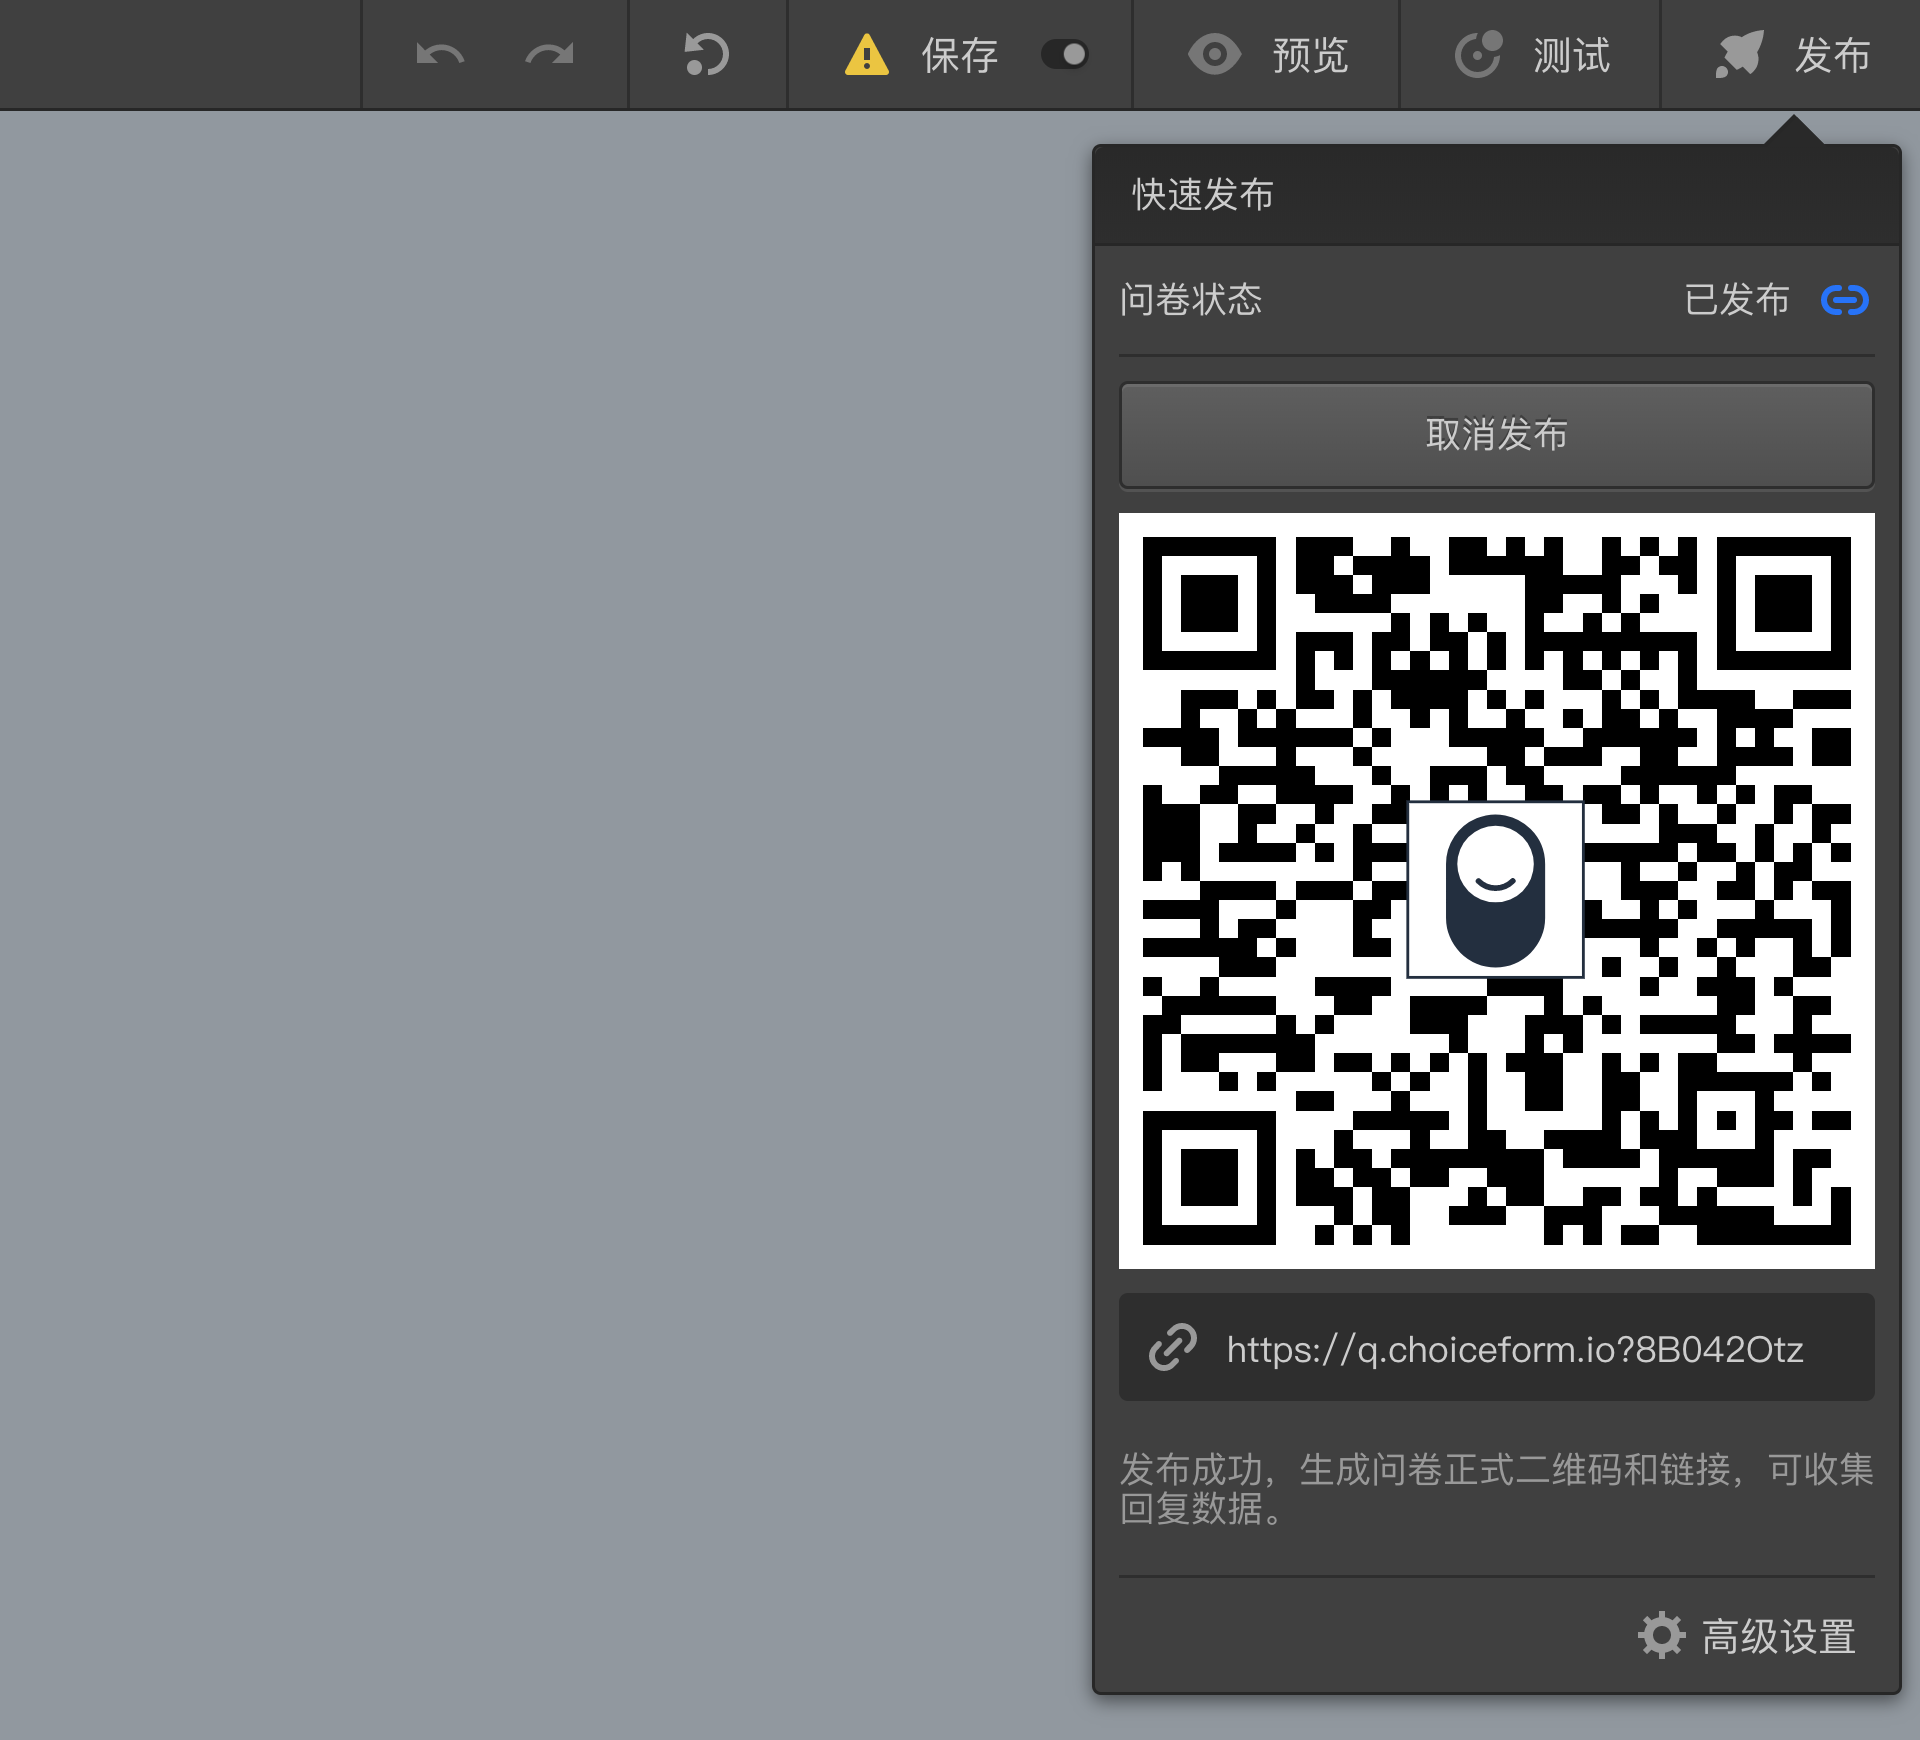 保存
预览
测试
发布
快速发布
问卷状态
已发布
取消发布
https://q.choiceform.io?8B042Otz
发布成功，生成问卷正式二维码和链接，可收集
回复数据。
高级设置